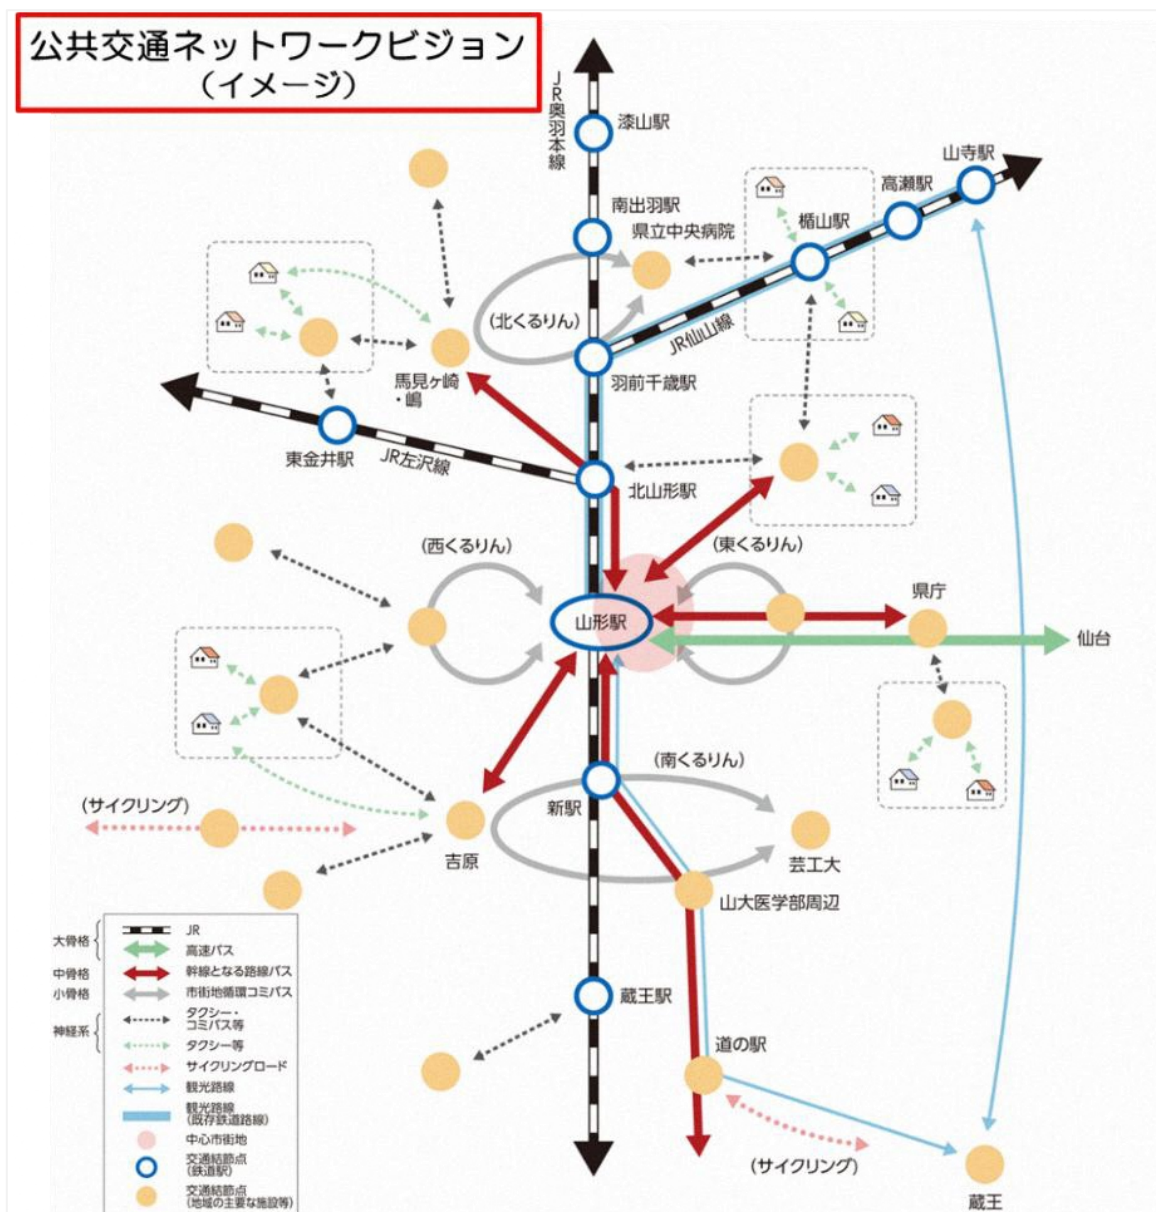 公共交通ネットワークビジョン
（イメージ）
JR奥羽本線
漆山駅
山寺駅
高瀬駅
南出羽駅
楯山駅
県立中央病院
（北くるりん）
JR仙山線
羽前千歳駅
馬見ヶ崎
・嶋
東金井駅
JR左沢線
北山形駅
（西くるりん）
（東くるりん）
県庁
山形駅
仙台
（南くるりん）
（サイクリング）
新駅
吉原
芸工大
山大医学部周辺
蔵王駅
道の駅
（サイクリング）
蔵王
大骨格
JR
高速バス
中骨格
幹線となる路線バス
小骨格
市街地循環コミバス
神経系
タクシー・
コミバス等
タクシー等
サイクリングロード
観光路線
観光路線
（既存鉄道路線）
中心市街地
交通結節点
（鉄道駅）
交通結節点
（地域の主要な施設等）